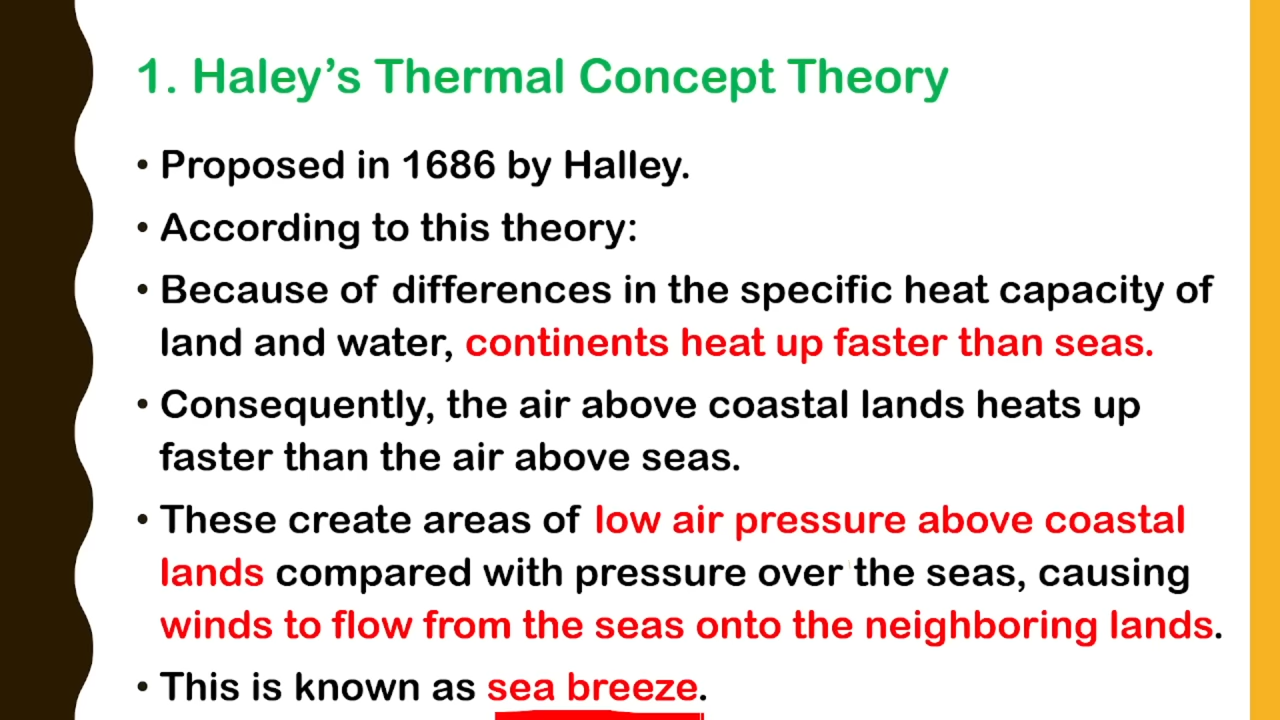 1. Haley’s Thermal Concept Theory
• Proposed in 1686 by Halley.
• According to this theory:
• Because of differences in the specific heat capacity of
land and water, continents heat up faster than seas.
• Consequently, the air above coastal lands heats up
faster than the air above seas.
• These create areas of low air pressure above coastal
lands compared with pressure over the seas, causing
winds to flow from the seas onto the neighboring lands.
• This is known as sea breeze.